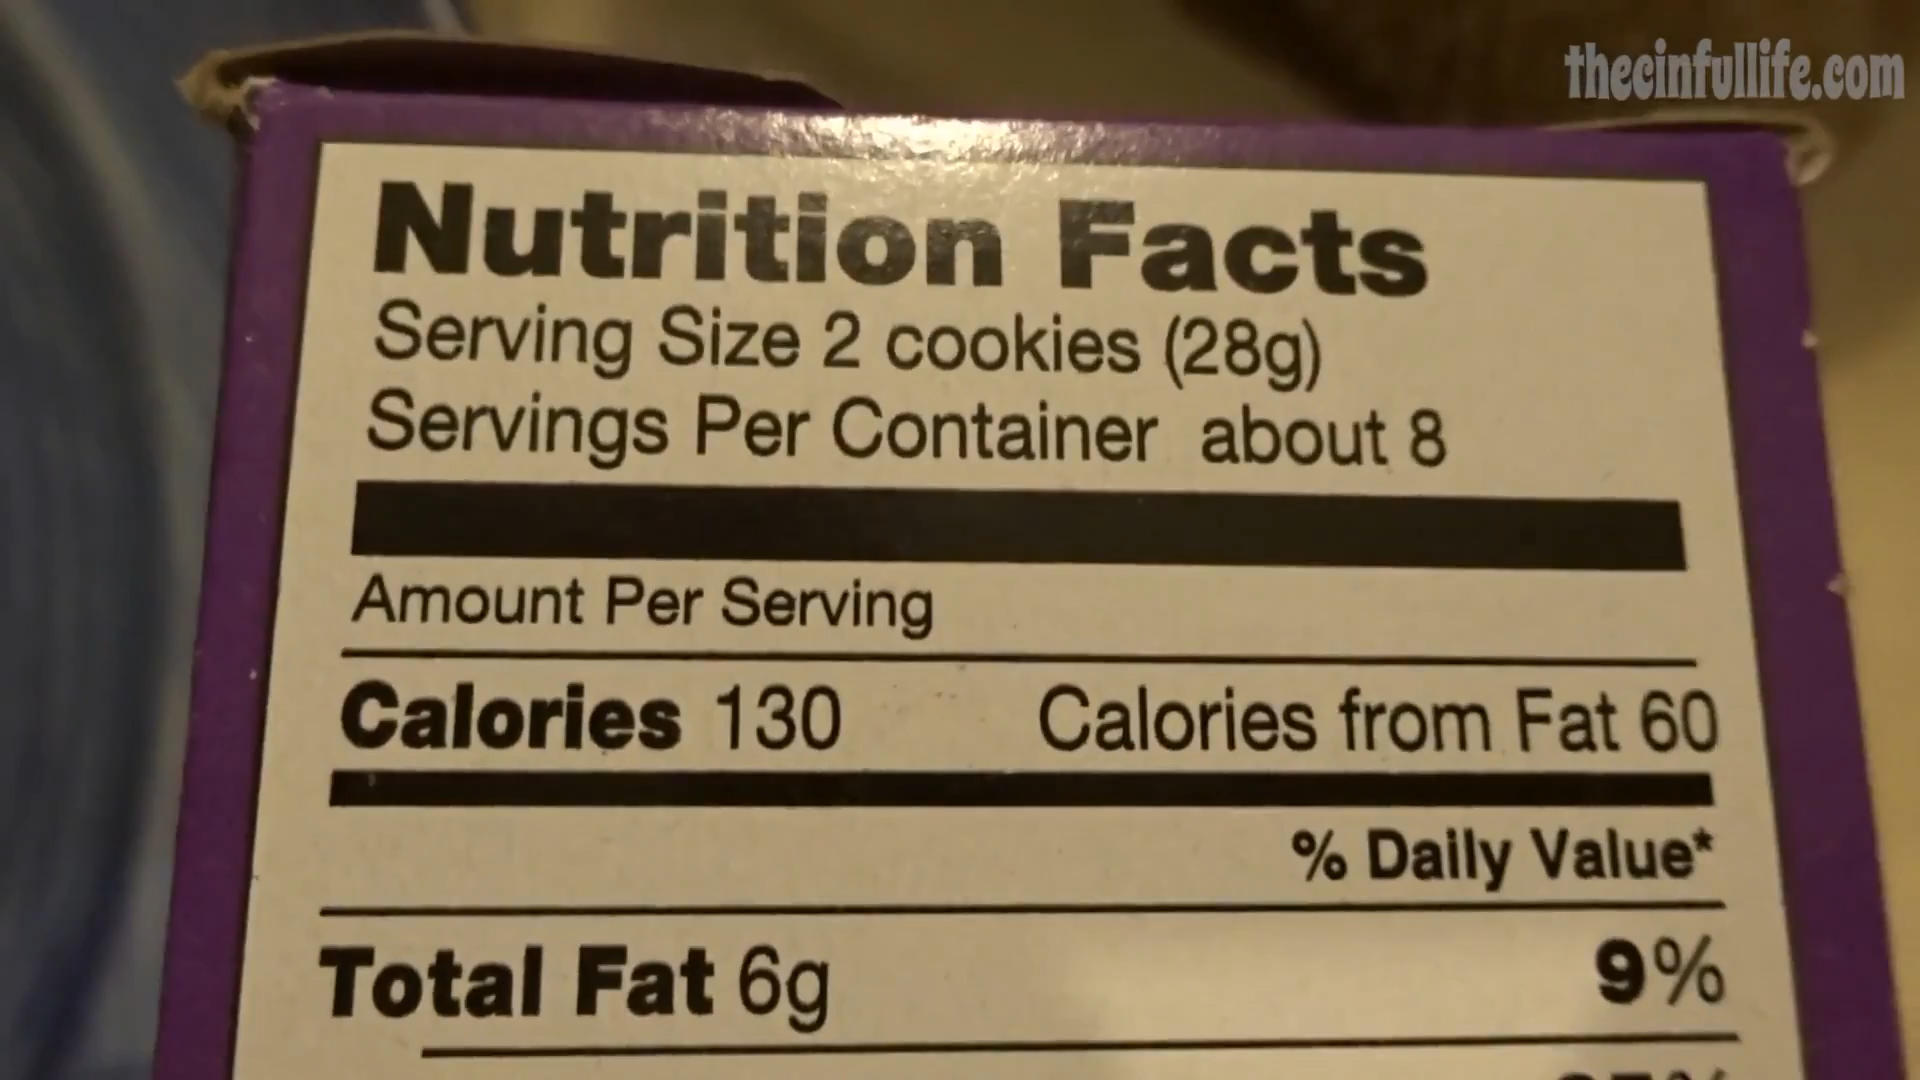 thecinfullife.com
Nutrition Facts
Serving Size 2 cookies (28g)
Servings Per Container about 8
Amount Per Serving
Calories 130 Calories from Fat 60
% Daily Value*
Total Fat 6g 9%